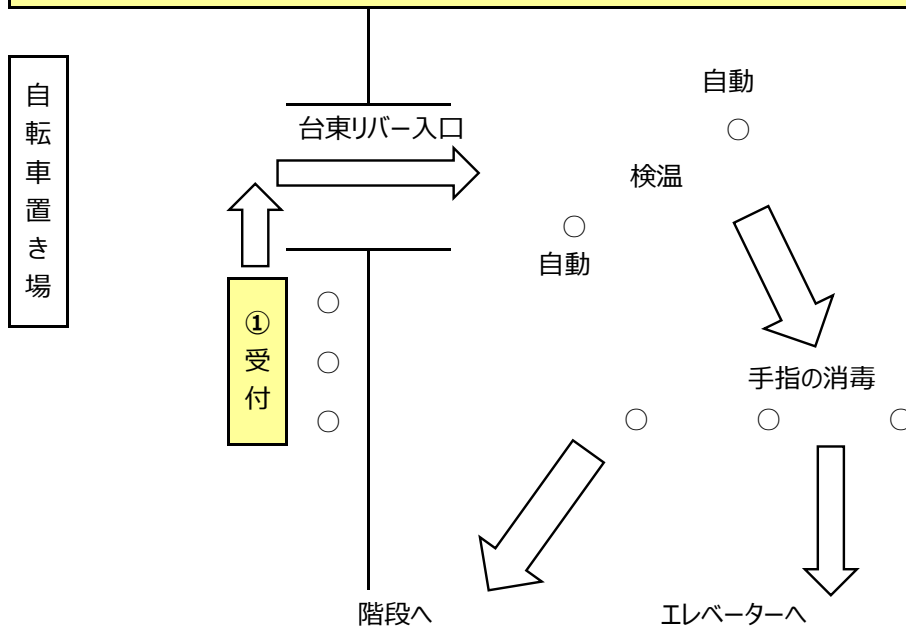 自転車置き場
自動
台東リバー入口
検温
自動
①受付
手指の消毒
階段へ
エレベーターへ